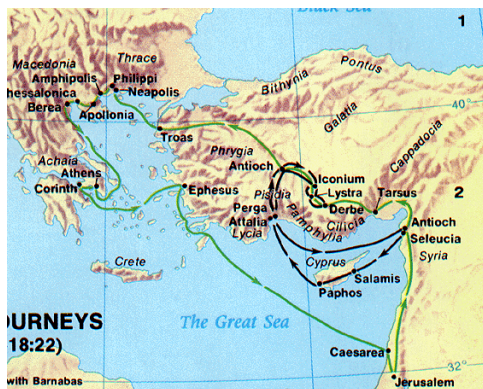 Black Sea
1
Macedonia
Thrace
Amphipolis
Philippi
hessalonica
Neapolis
Berea
Apollonia
Troas
Bithynia
Pontus
40°
Galatia
Cappadocia
Phrygia
Antioch
Achaia
Athens
Corinth
Ephesus
Pisidia
Iconium
Lystra
Derbe
Tarsus
2
Perga
Attalia
Lycia
Pamphylia
Cilicia
Antioch
Seleucia
Syria
Crete
Cyprus
Salamis
Paphos
OURNEYS
18:22)
The Great Sea
Caesarea
32°
with Barnabas
Jerusalem